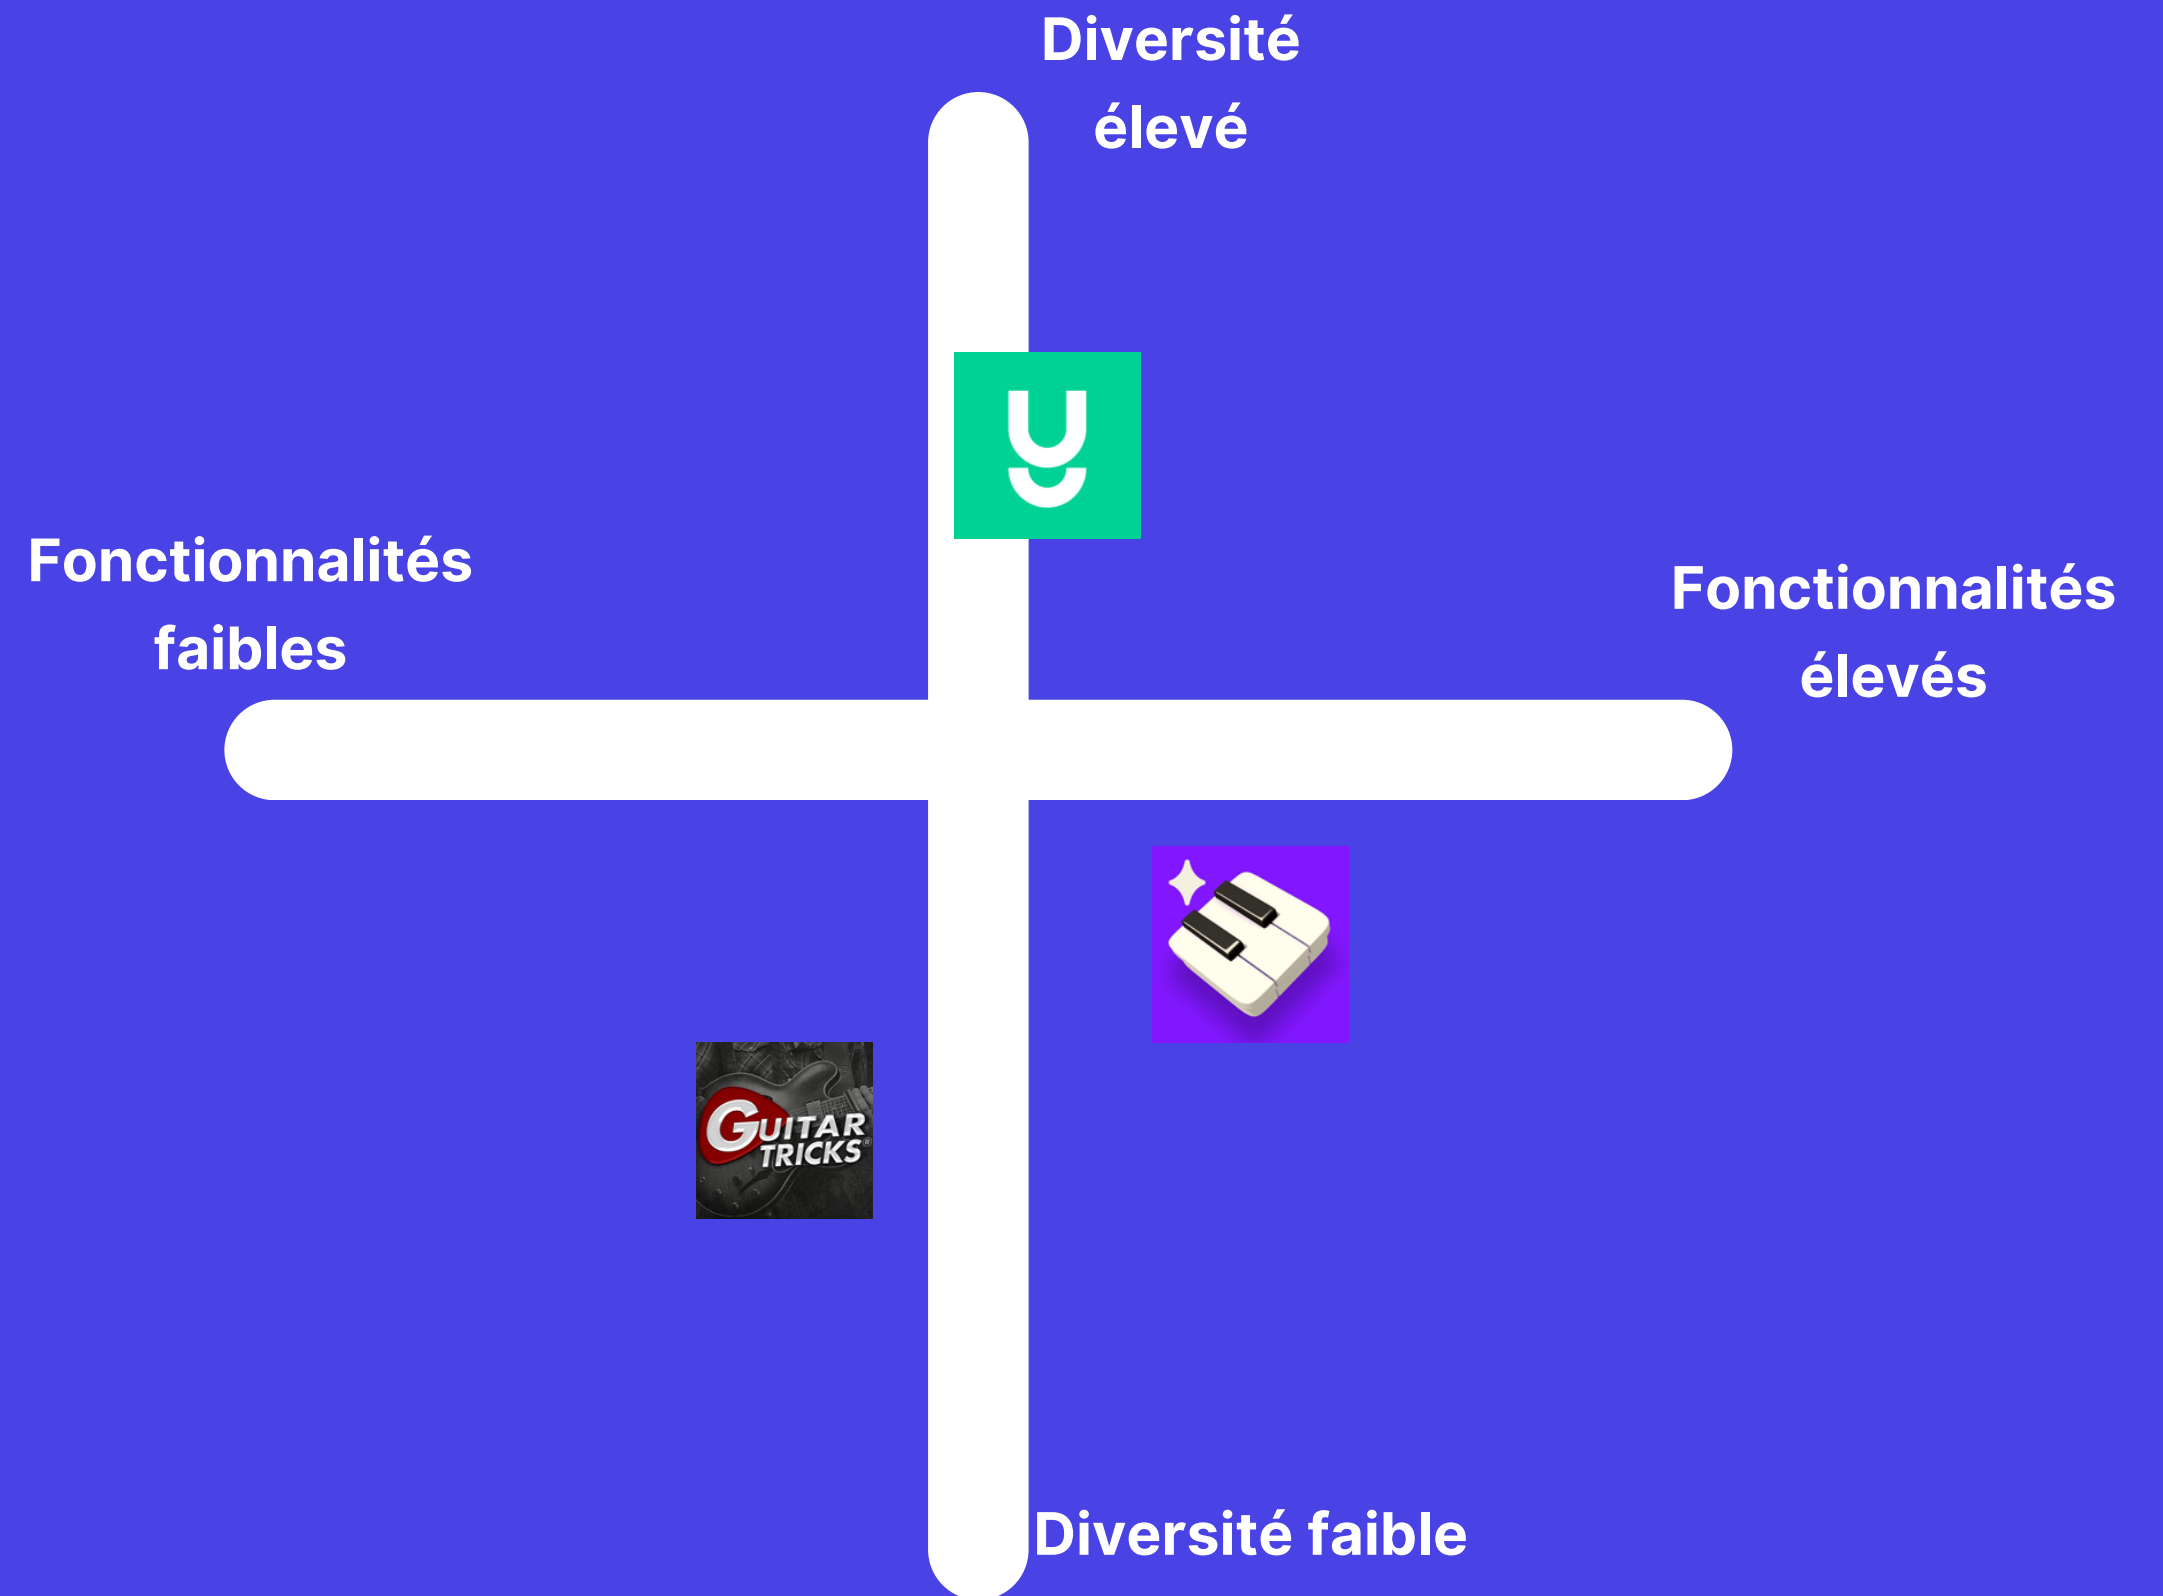 Diversité
élevé
Fonctionnalités
faibles
Fonctionnalités
élevés
GUITAR
TRICKS®
Diversité faible